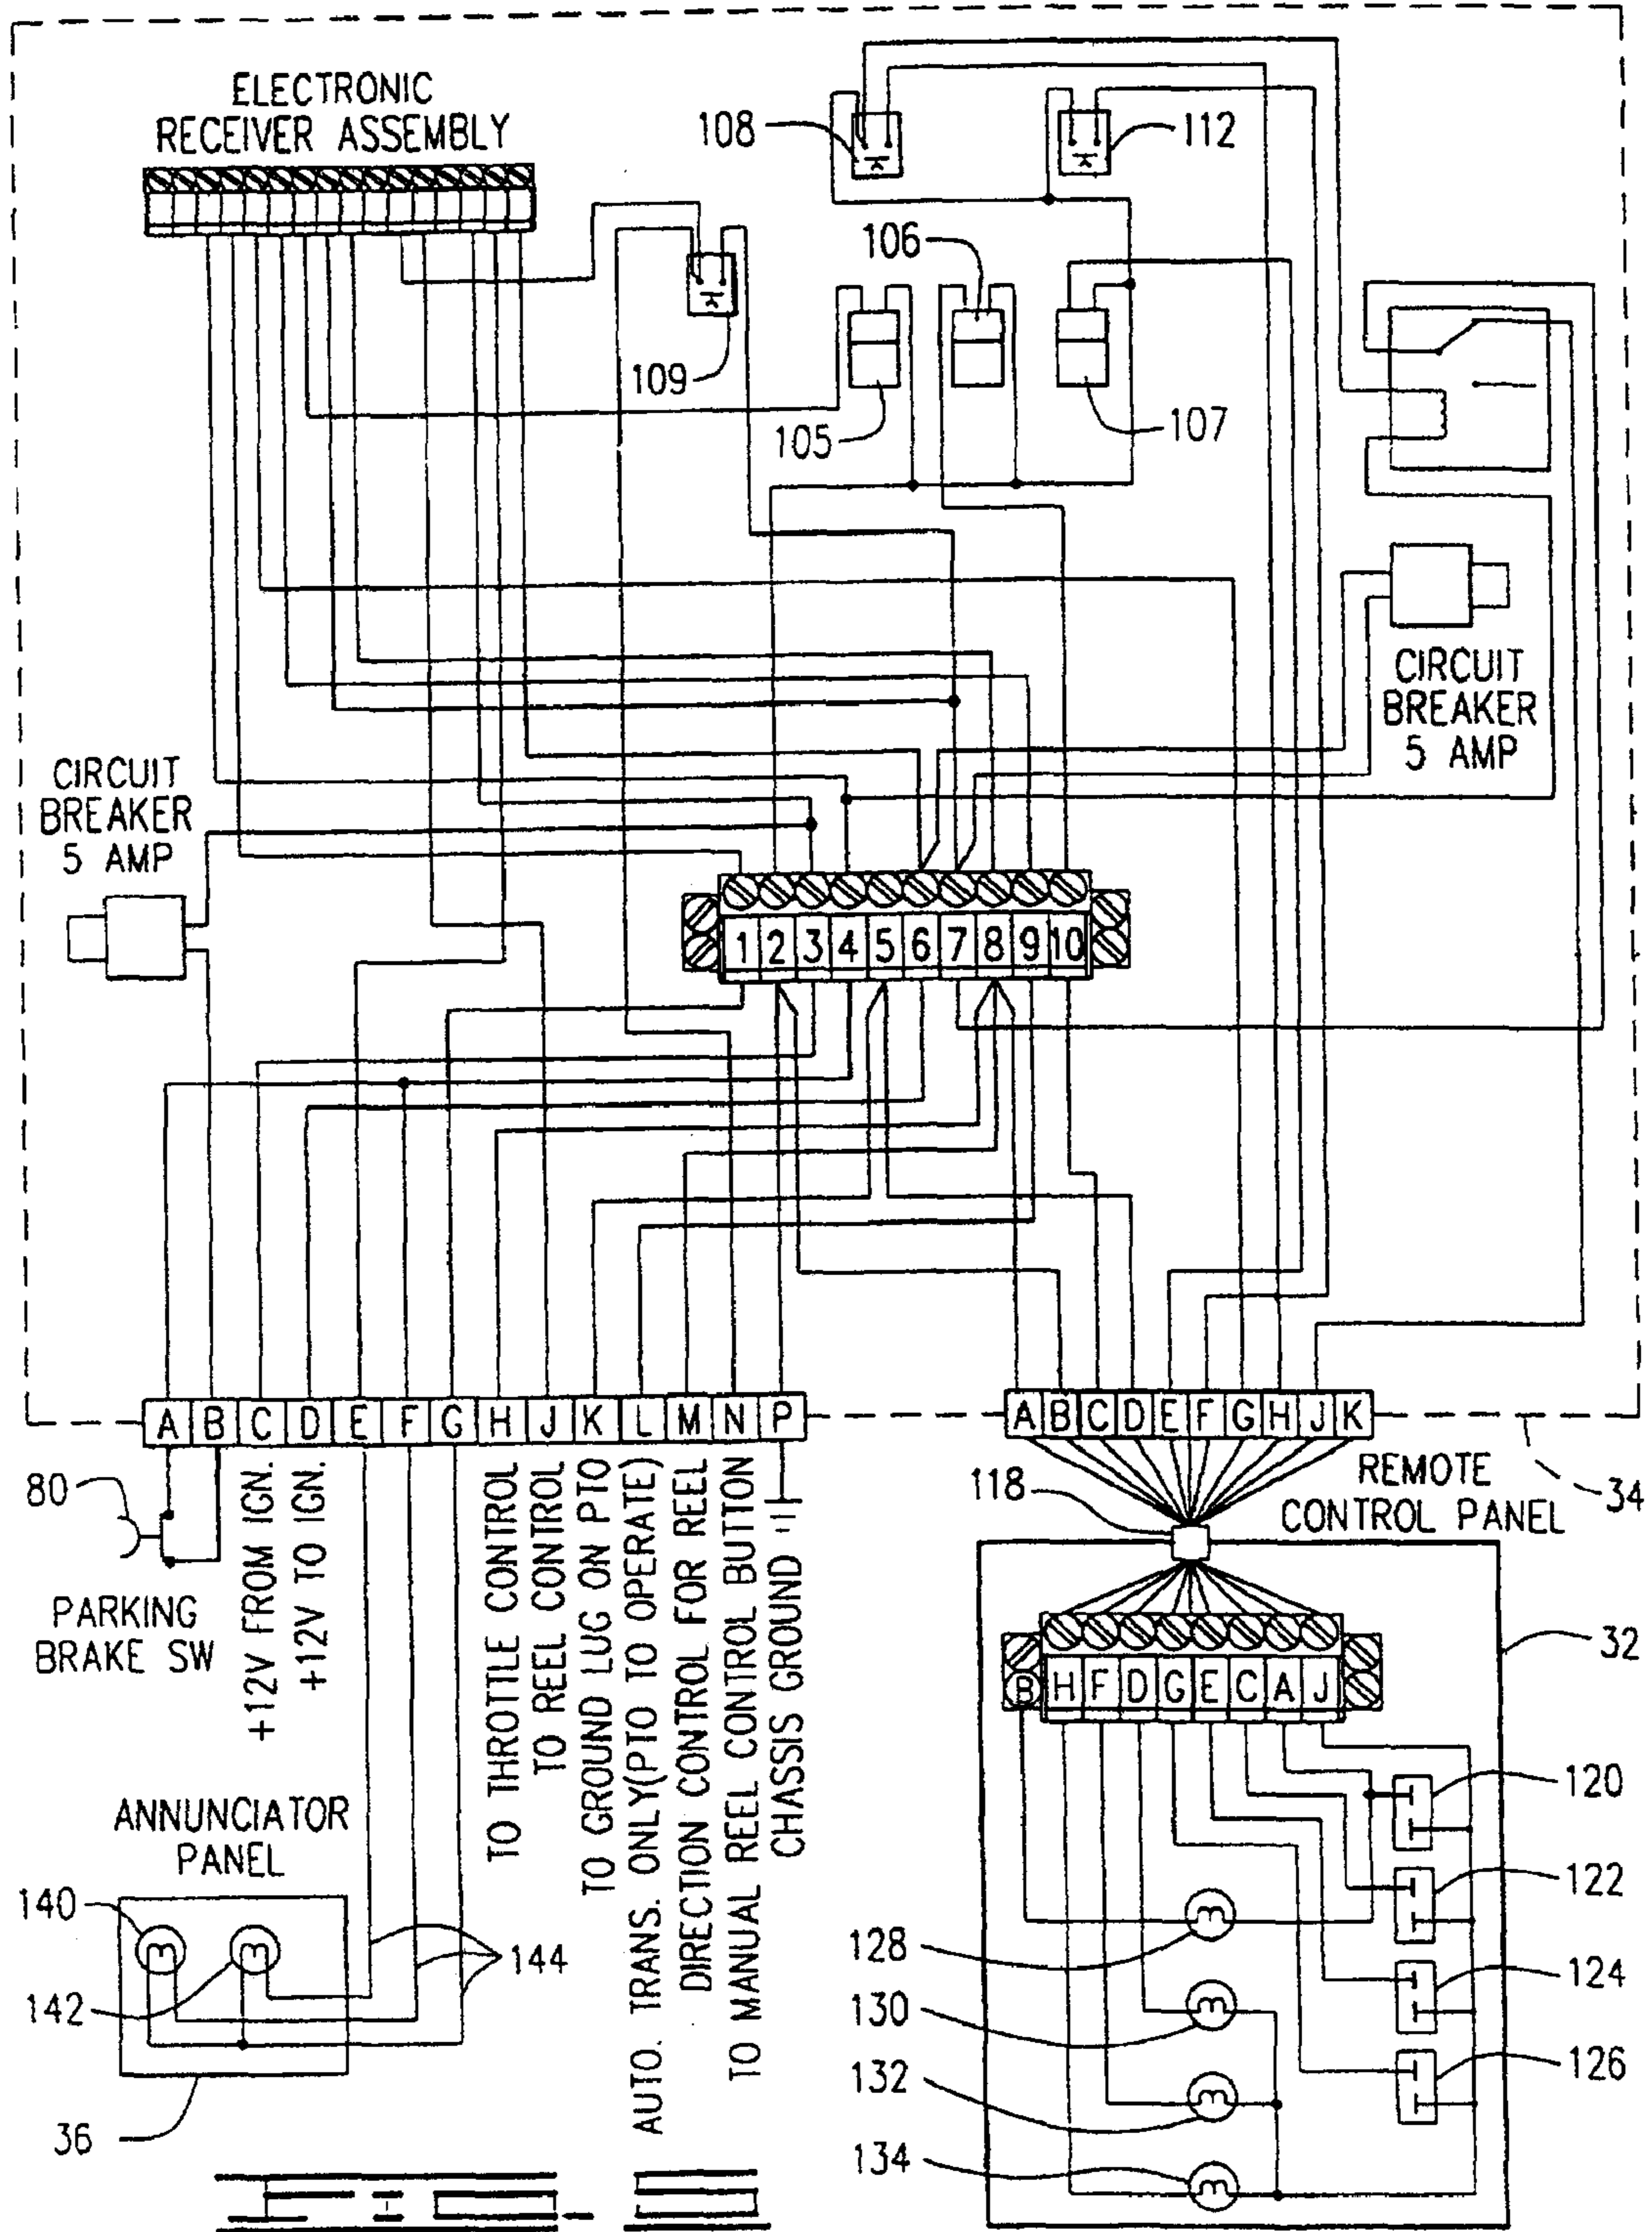 ELECTRONIC
RECEIVER ASSEMBLY
108
112
106
109
105
107
CIRCUIT
BREAKER
5 AMP
CIRCUIT
BREAKER
5 AMP
1 2 3 4 5 6 7 8 9 10
A B C D E F G H J K L M N P
A B C D E F G H J K
80
PARKING
BRAKE SW
+12V FROM IGN.
+12V TO IGN.
TO THROTTLE CONTROL
TO REEL CONTROL
TO GROUND LUG ON PTO
AUTO. TRANS. ONLY(PTO TO OPERATE)
DIRECTION CONTROL FOR REEL
TO MANUAL REEL CONTROL BUTTON
CHASSIS GROUND
118
REMOTE
CONTROL PANEL
34
32
B H F D G E C A J
120
122
124
126
128
130
132
134
ANNUNCIATOR
PANEL
140
142
144
36